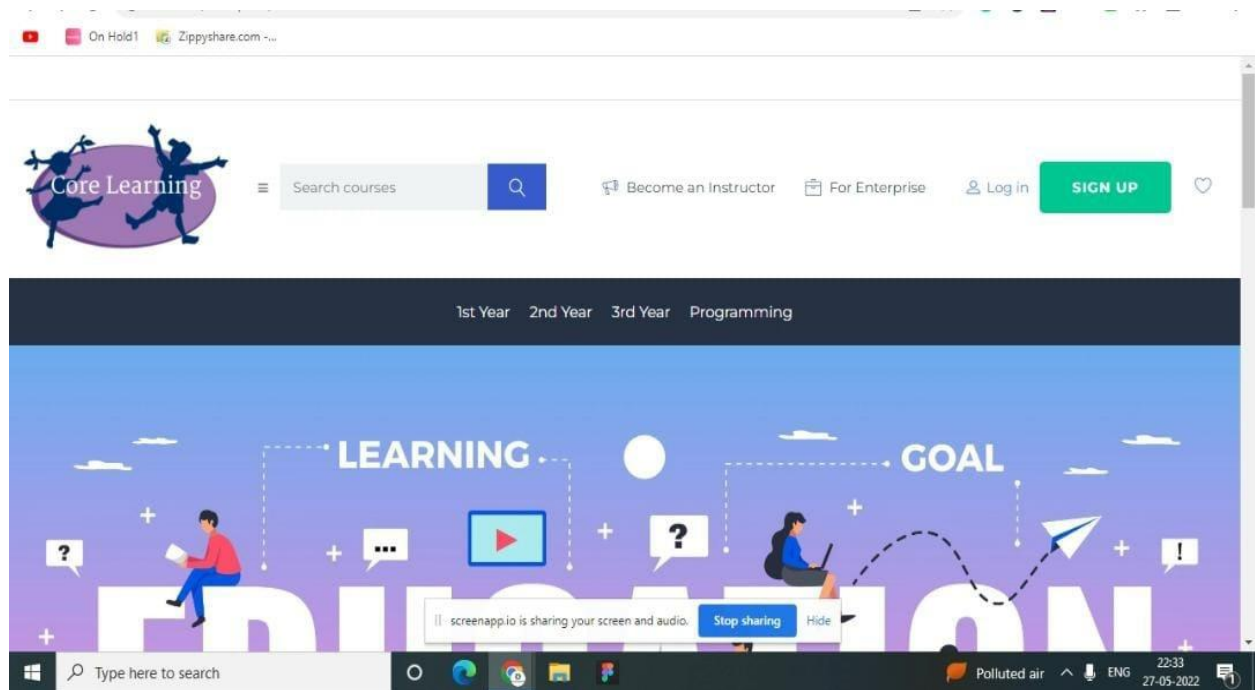 On Hold1 Zippyshare.com -...
Core Learning
Search courses
Become an Instructor
For Enterprise
Log in
SIGN UP
1st Year 2nd Year 3rd Year Programming
LEARNING
GOAL
?
...
?
!
EDUCATION
screenapp.io is sharing your screen and audio. Stop sharing Hide
Type here to search
Polluted air
ENG
22:33
27-05-2022
1